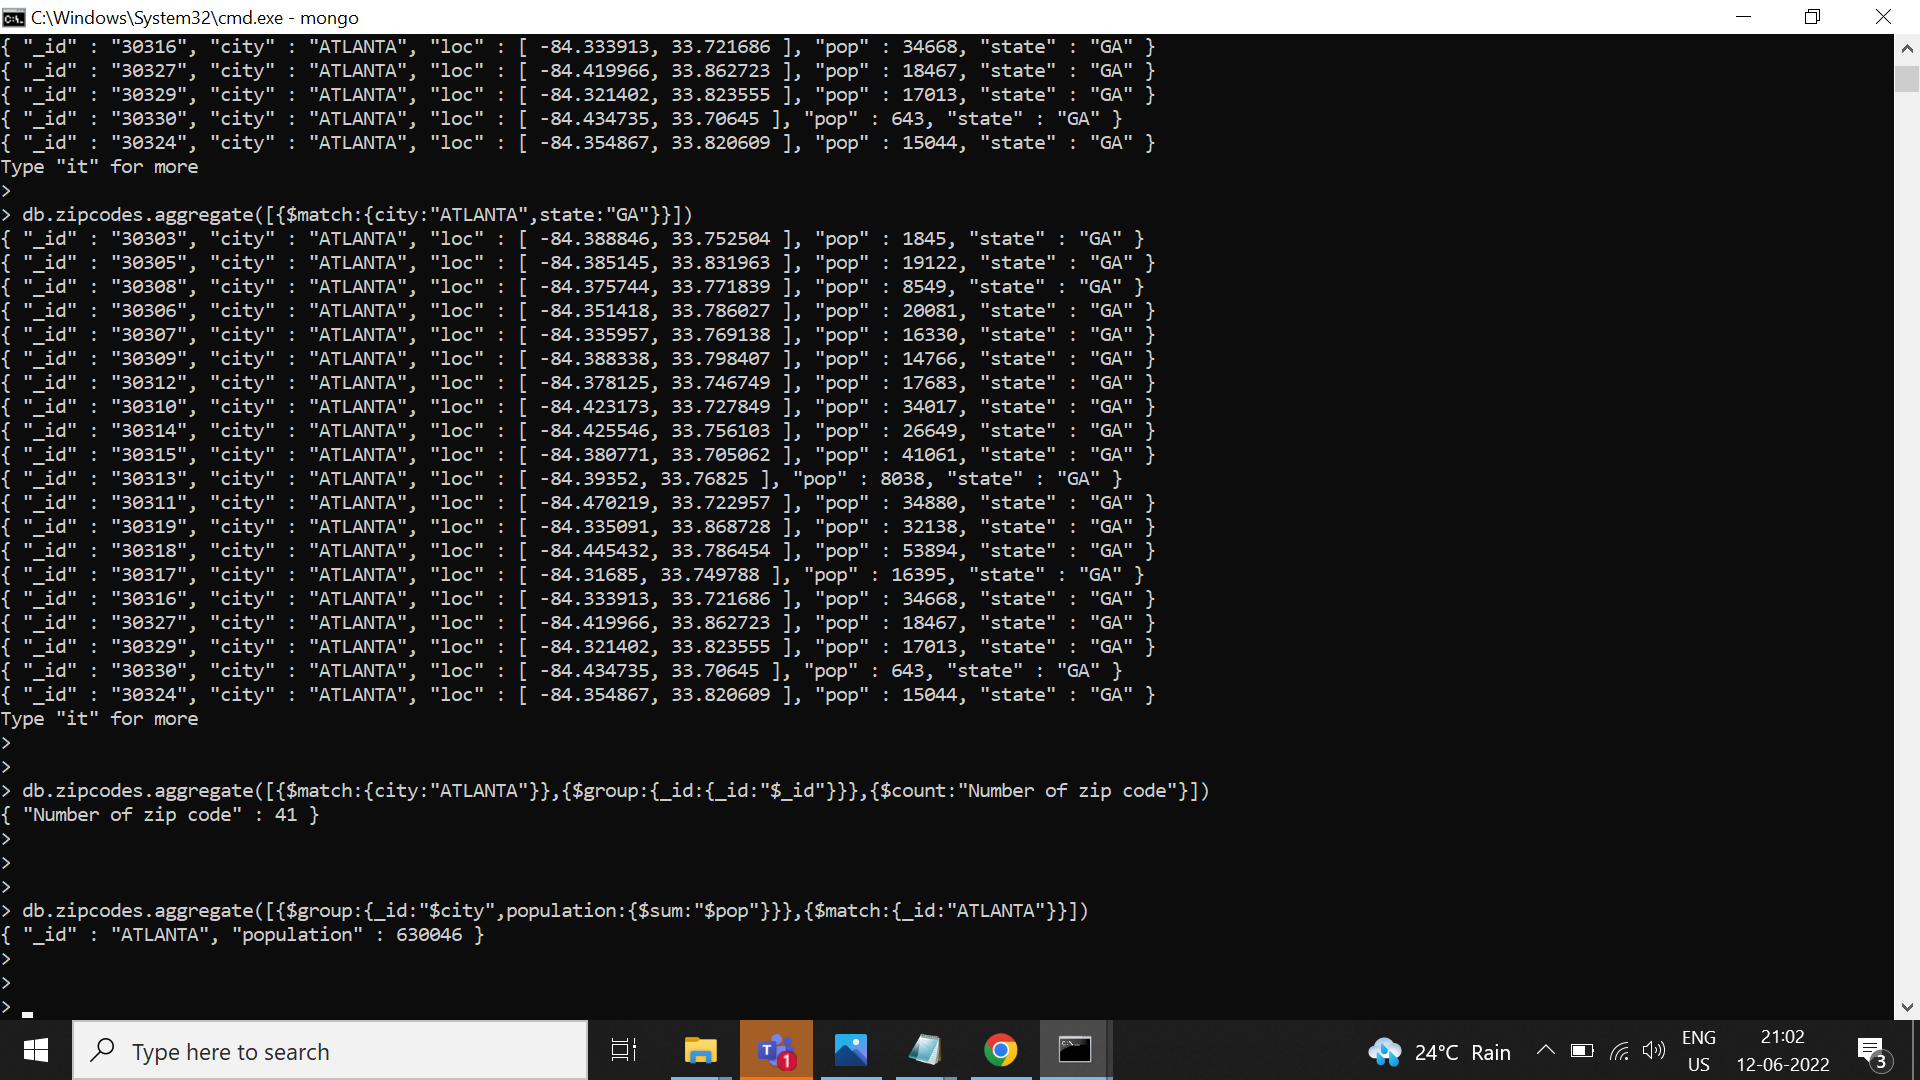 C:\Windows\System32\cmd.exe - mongo
{ "_id" : "30316", "city" : "ATLANTA", "loc" : [ -84.333913, 33.721686 ], "pop" : 34668, "state" : "GA" }
{ "_id" : "30327", "city" : "ATLANTA", "loc" : [ -84.419966, 33.862723 ], "pop" : 18467, "state" : "GA" }
{ "_id" : "30329", "city" : "ATLANTA", "loc" : [ -84.321402, 33.823555 ], "pop" : 17013, "state" : "GA" }
{ "_id" : "30330", "city" : "ATLANTA", "loc" : [ -84.434735, 33.70645 ], "pop" : 643, "state" : "GA" }
{ "_id" : "30324", "city" : "ATLANTA", "loc" : [ -84.354867, 33.820609 ], "pop" : 15044, "state" : "GA" }
Type "it" for more
>
> db.zipcodes.aggregate([{$match:{city:"ATLANTA",state:"GA"}}])
{ "_id" : "30303", "city" : "ATLANTA", "loc" : [ -84.388846, 33.752504 ], "pop" : 1845, "state" : "GA" }
{ "_id" : "30305", "city" : "ATLANTA", "loc" : [ -84.385145, 33.831963 ], "pop" : 19122, "state" : "GA" }
{ "_id" : "30308", "city" : "ATLANTA", "loc" : [ -84.375744, 33.771839 ], "pop" : 8549, "state" : "GA" }
{ "_id" : "30306", "city" : "ATLANTA", "loc" : [ -84.351418, 33.786027 ], "pop" : 20081, "state" : "GA" }
{ "_id" : "30307", "city" : "ATLANTA", "loc" : [ -84.335957, 33.769138 ], "pop" : 16330, "state" : "GA" }
{ "_id" : "30309", "city" : "ATLANTA", "loc" : [ -84.388338, 33.798407 ], "pop" : 14766, "state" : "GA" }
{ "_id" : "30312", "city" : "ATLANTA", "loc" : [ -84.378125, 33.746749 ], "pop" : 17683, "state" : "GA" }
{ "_id" : "30310", "city" : "ATLANTA", "loc" : [ -84.423173, 33.727849 ], "pop" : 34017, "state" : "GA" }
{ "_id" : "30314", "city" : "ATLANTA", "loc" : [ -84.425546, 33.756103 ], "pop" : 26649, "state" : "GA" }
{ "_id" : "30315", "city" : "ATLANTA", "loc" : [ -84.380771, 33.705062 ], "pop" : 41061, "state" : "GA" }
{ "_id" : "30313", "city" : "ATLANTA", "loc" : [ -84.39352, 33.76825 ], "pop" : 8038, "state" : "GA" }
{ "_id" : "30311", "city" : "ATLANTA", "loc" : [ -84.470219, 33.722957 ], "pop" : 34880, "state" : "GA" }
{ "_id" : "30319", "city" : "ATLANTA", "loc" : [ -84.335091, 33.868728 ], "pop" : 32138, "state" : "GA" }
{ "_id" : "30318", "city" : "ATLANTA", "loc" : [ -84.445432, 33.786454 ], "pop" : 53894, "state" : "GA" }
{ "_id" : "30317", "city" : "ATLANTA", "loc" : [ -84.31685, 33.749788 ], "pop" : 16395, "state" : "GA" }
{ "_id" : "30316", "city" : "ATLANTA", "loc" : [ -84.333913, 33.721686 ], "pop" : 34668, "state" : "GA" }
{ "_id" : "30327", "city" : "ATLANTA", "loc" : [ -84.419966, 33.862723 ], "pop" : 18467, "state" : "GA" }
{ "_id" : "30329", "city" : "ATLANTA", "loc" : [ -84.321402, 33.823555 ], "pop" : 17013, "state" : "GA" }
{ "_id" : "30330", "city" : "ATLANTA", "loc" : [ -84.434735, 33.70645 ], "pop" : 643, "state" : "GA" }
{ "_id" : "30324", "city" : "ATLANTA", "loc" : [ -84.354867, 33.820609 ], "pop" : 15044, "state" : "GA" }
Type "it" for more
>
>
> db.zipcodes.aggregate([{$match:{city:"ATLANTA"}},{$group:{_id:{_id:"$_id"}}},{$count:"Number of zip code"}])
{ "Number of zip code" : 41 }
>
>
>
> db.zipcodes.aggregate([{$group:{_id:"$city",population:{$sum:"$pop"}}},{$match:{_id:"ATLANTA"}}])
{ "_id" : "ATLANTA", "population" : 630046 }
>
>
>
Type here to search
1
24°C Rain
ENG
US
21:02
12-06-2022
3